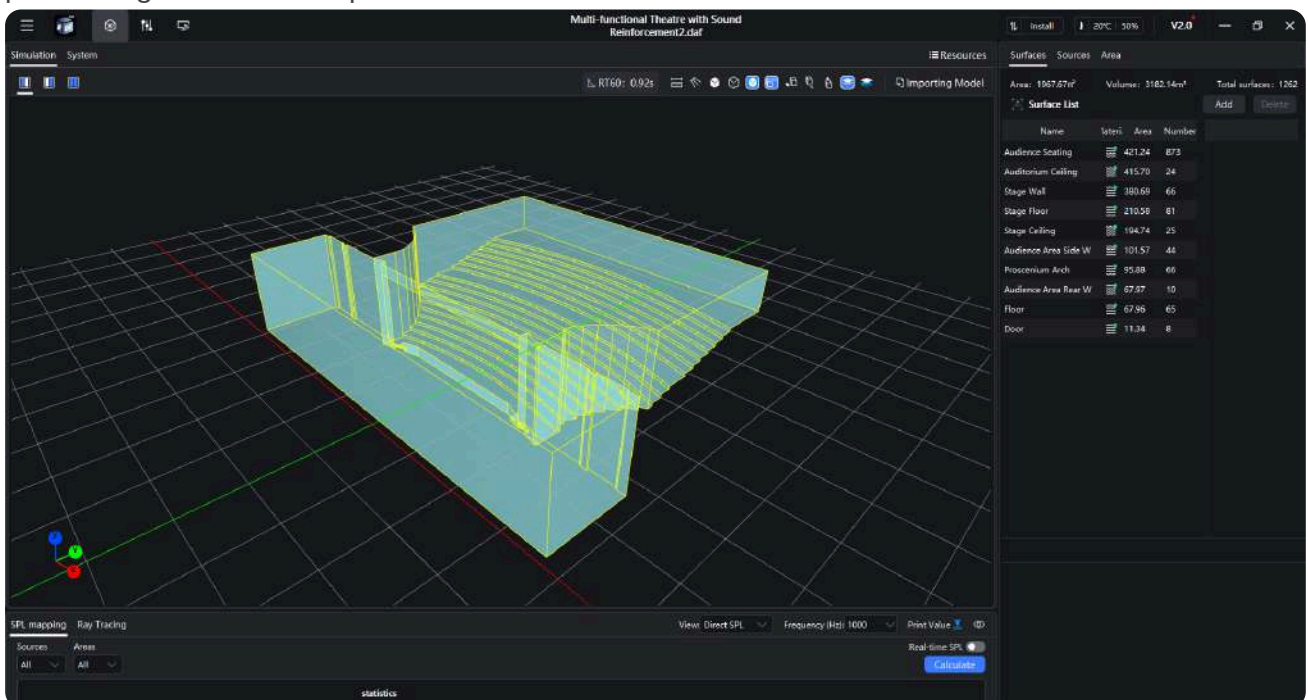 Multi-functional Theatre with Sound
Reinforcement2.daf
Install
20℃ 50%
V2.0
Simulation System
Resources
Surfaces Sources Area
RT60: 0.92s
Importing Model
Area: 1967.67m² Volume: 3182.14m³ Total surfaces: 1262
Surface List
Add Delete
Name Materi Area Number
Audience Seating 421.24 873
Auditorium Ceiling 415.70 24
Stage Wall 380.69 66
Stage Floor 210.58 81
Stage Ceiling 194.74 25
Audience Area Side W 101.57 44
Proscenium Arch 95.88 66
Audience Area Rear W 67.97 10
Floor 67.96 65
Door 11.34 8
SPL mapping Ray Tracing
View: Direct SPL
Frequency (Hz): 1000
Print Value
Sources Areas
Real-time SPL
All All
Calculate
statistics